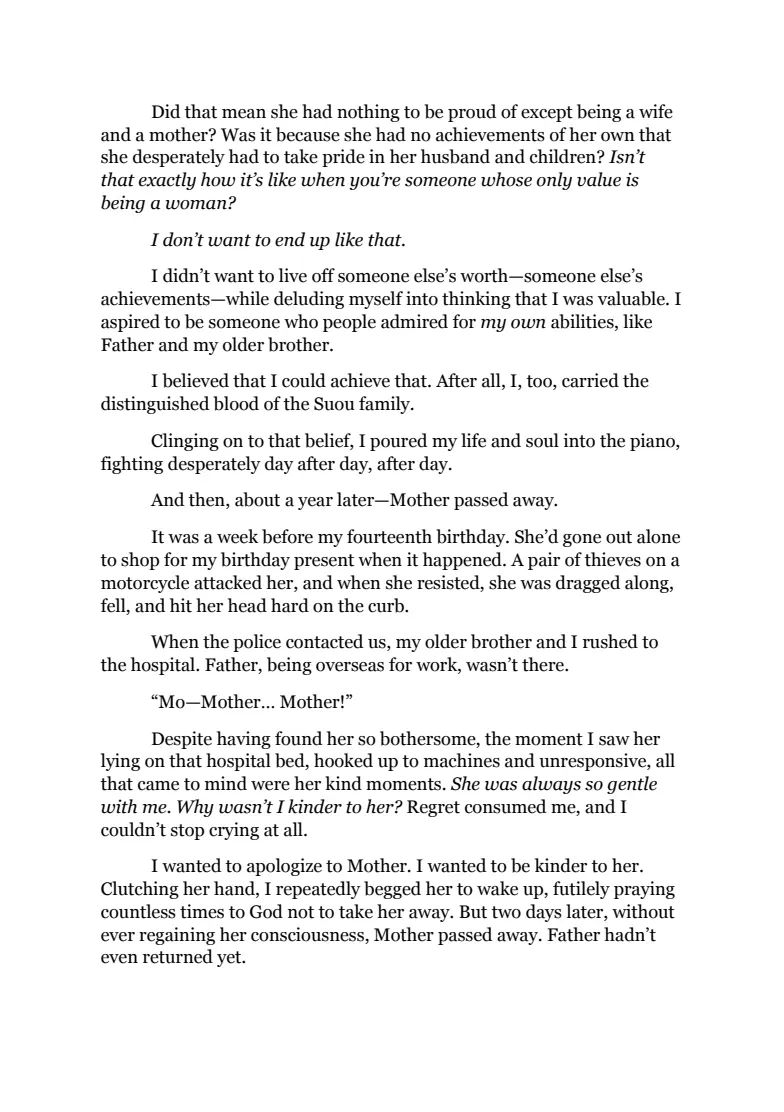 Did that mean she had nothing to be proud of except being a wife
and a mother? Was it because she had no achievements of her own that
she desperately had to take pride in her husband and children? Isn’t
that exactly how it’s like when you’re someone whose only value is
being a woman?
I don’t want to end up like that.
I didn’t want to live off someone else’s worth—someone else’s
achievements—while deluding myself into thinking that I was valuable. I
aspired to be someone who people admired for my own abilities, like
Father and my older brother.
I believed that I could achieve that. After all, I, too, carried the
distinguished blood of the Suou family.
Clinging on to that belief, I poured my life and soul into the piano,
fighting desperately day after day, after day.
And then, about a year later—Mother passed away.
It was a week before my fourteenth birthday. She’d gone out alone
to shop for my birthday present when it happened. A pair of thieves on a
motorcycle attacked her, and when she resisted, she was dragged along,
fell, and hit her head hard on the curb.
When the police contacted us, my older brother and I rushed to
the hospital. Father, being overseas for work, wasn’t there.
“Mo—Mother… Mother!”
Despite having found her so bothersome, the moment I saw her
lying on that hospital bed, hooked up to machines and unresponsive, all
that came to mind were her kind moments. She was always so gentle
with me. Why wasn’t I kinder to her? Regret consumed me, and I
couldn’t stop crying at all.
I wanted to apologize to Mother. I wanted to be kinder to her.
Clutching her hand, I repeatedly begged her to wake up, futilely praying
countless times to God not to take her away. But two days later, without
ever regaining her consciousness, Mother passed away. Father hadn’t
even returned yet.